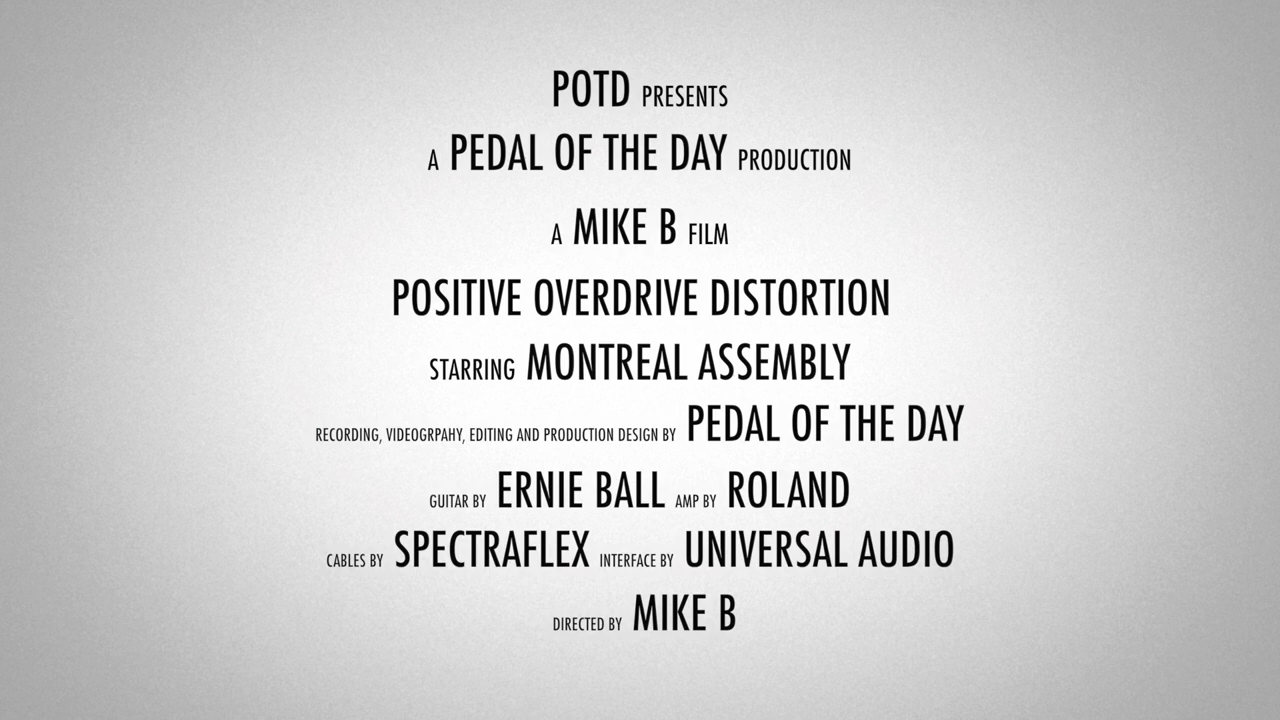 POTD PRESENTS
A PEDAL OF THE DAY PRODUCTION
A MIKE B FILM
POSITIVE OVERDRIVE DISTORTION
STARRING MONTREAL ASSEMBLY
RECORDING, VIDEOGRPAHY, EDITING AND PRODUCTION DESIGN BY PEDAL OF THE DAY
GUITAR BY ERNIE BALL AMP BY ROLAND
CABLES BY SPECTRAFLEX INTERFACE BY UNIVERSAL AUDIO
DIRECTED BY MIKE B